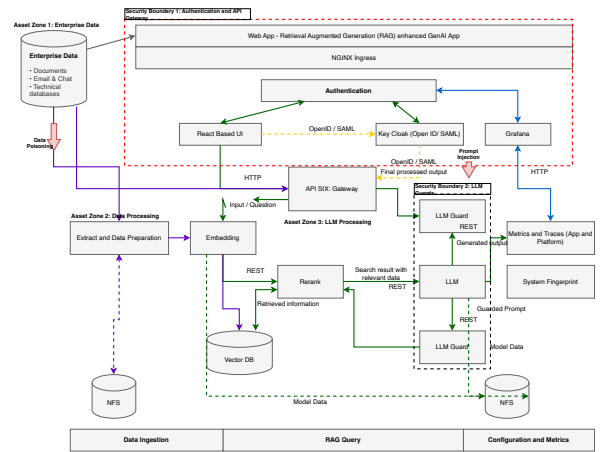 Asset Zone 1: Enterprise Data
Security Boundary 1: Authentication and API
Gateway
Web App - Retrieval Augmented Generation (RAG) enhanced GenAI App
NGINX Ingress
Enterprise Data
• Documents
• Email & Chat
• Technical
databases
Authentication
Data
Poisoning
React Based UI
OpenID / SAML
Key Cloak (Open ID/ SAML)
Grafana
Prompt
Injection
OpenID / SAML
HTTP
Final processed output
HTTP
API SIX: Gateway
Security Boundary 2: LLM
Guards
Input / Question
Asset Zone 2: Data Processing
Asset Zone 3: LLM Processing
LLM Guard
REST
Extract and Data Preparation
Embedding
Generated output
Metrics and Traces (App and
Platform)
REST
Rerank
Search result with
relevant data
REST
LLM
System Fingerprint
Retrieved information
Guarded Prompt
REST
Vector DB
LLM Guard
Model Data
NFS
Model Data
NFS
Data Ingestion
RAG Query
Configuration and Metrics